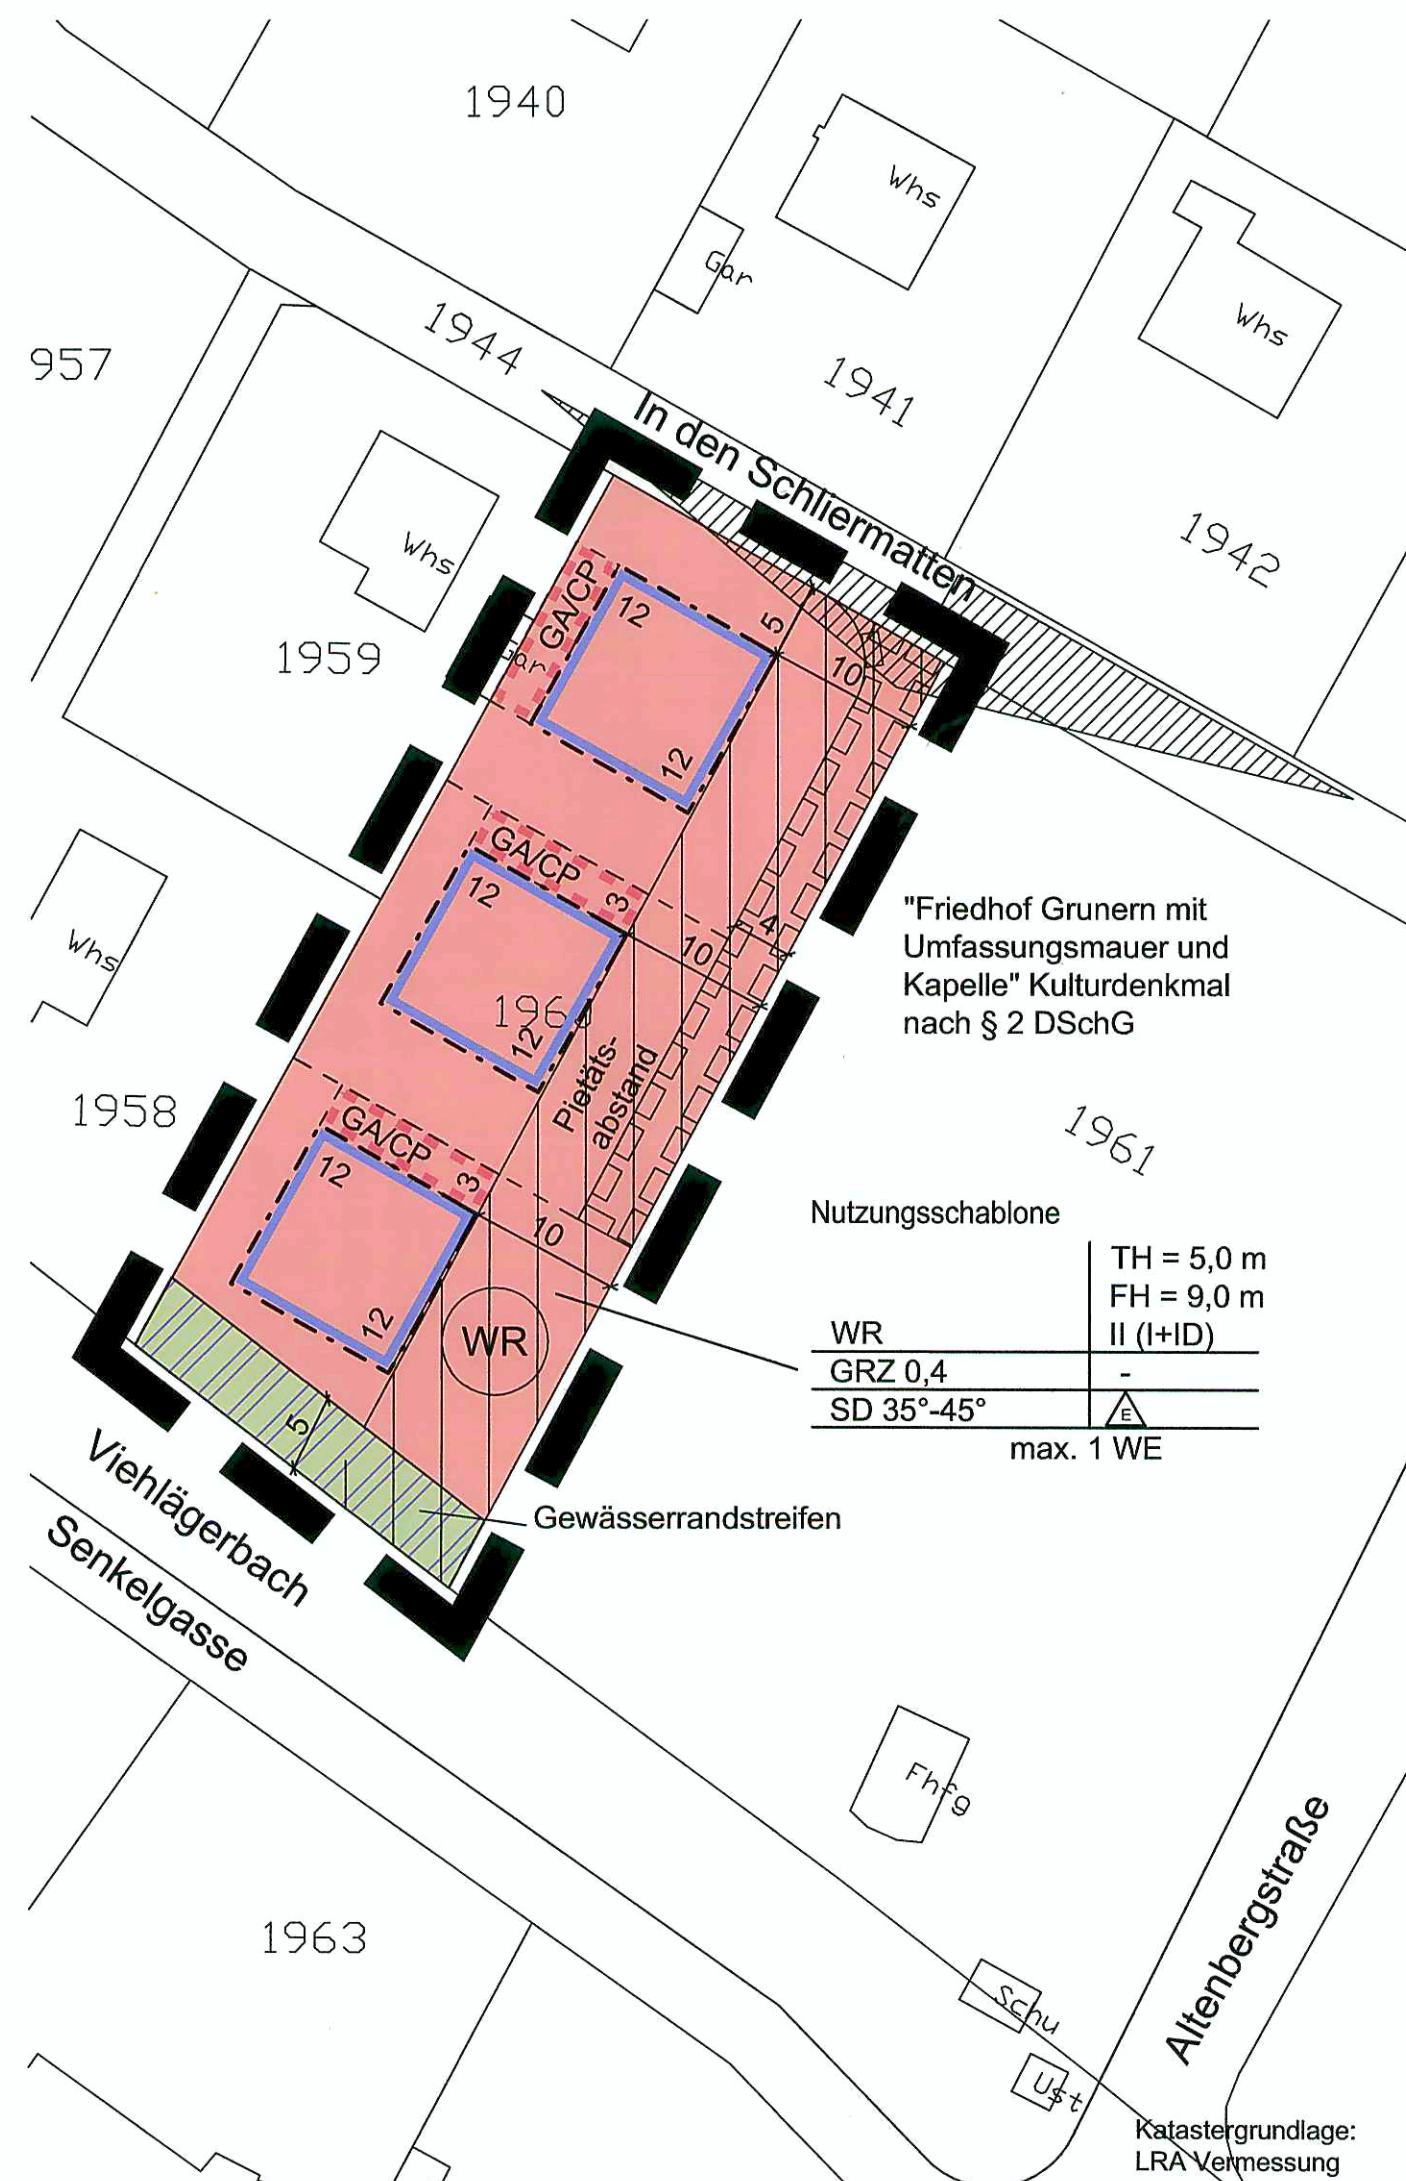 1940
Whs
Gar
Whs
1944
957
1941
In den Schliermatten
1942
Whs
GA/CP
12
5
1959
Gar
10
12
GA/CP
12
3
"Friedhof Grunern mit
Umfassungsmauer und
Kapelle" Kulturdenkmal
nach § 2 DSchG
4
10
Whs
1960
12
Pietäts-
abstand
1958
GA/CP
1961
12
3
Nutzungsschablone
10
TH = 5,0 m
FH = 9,0 m
WR II (I+ID)
12
WR
GRZ 0,4 -
SD 35°-45° E
max. 1 WE
5
Viehlägerbach
Gewässerrandstreifen
Senkelgasse
Fhfg
Altenbergstraße
1963
Schu
Ust
Katastergrundlage:
LRA Vermessung